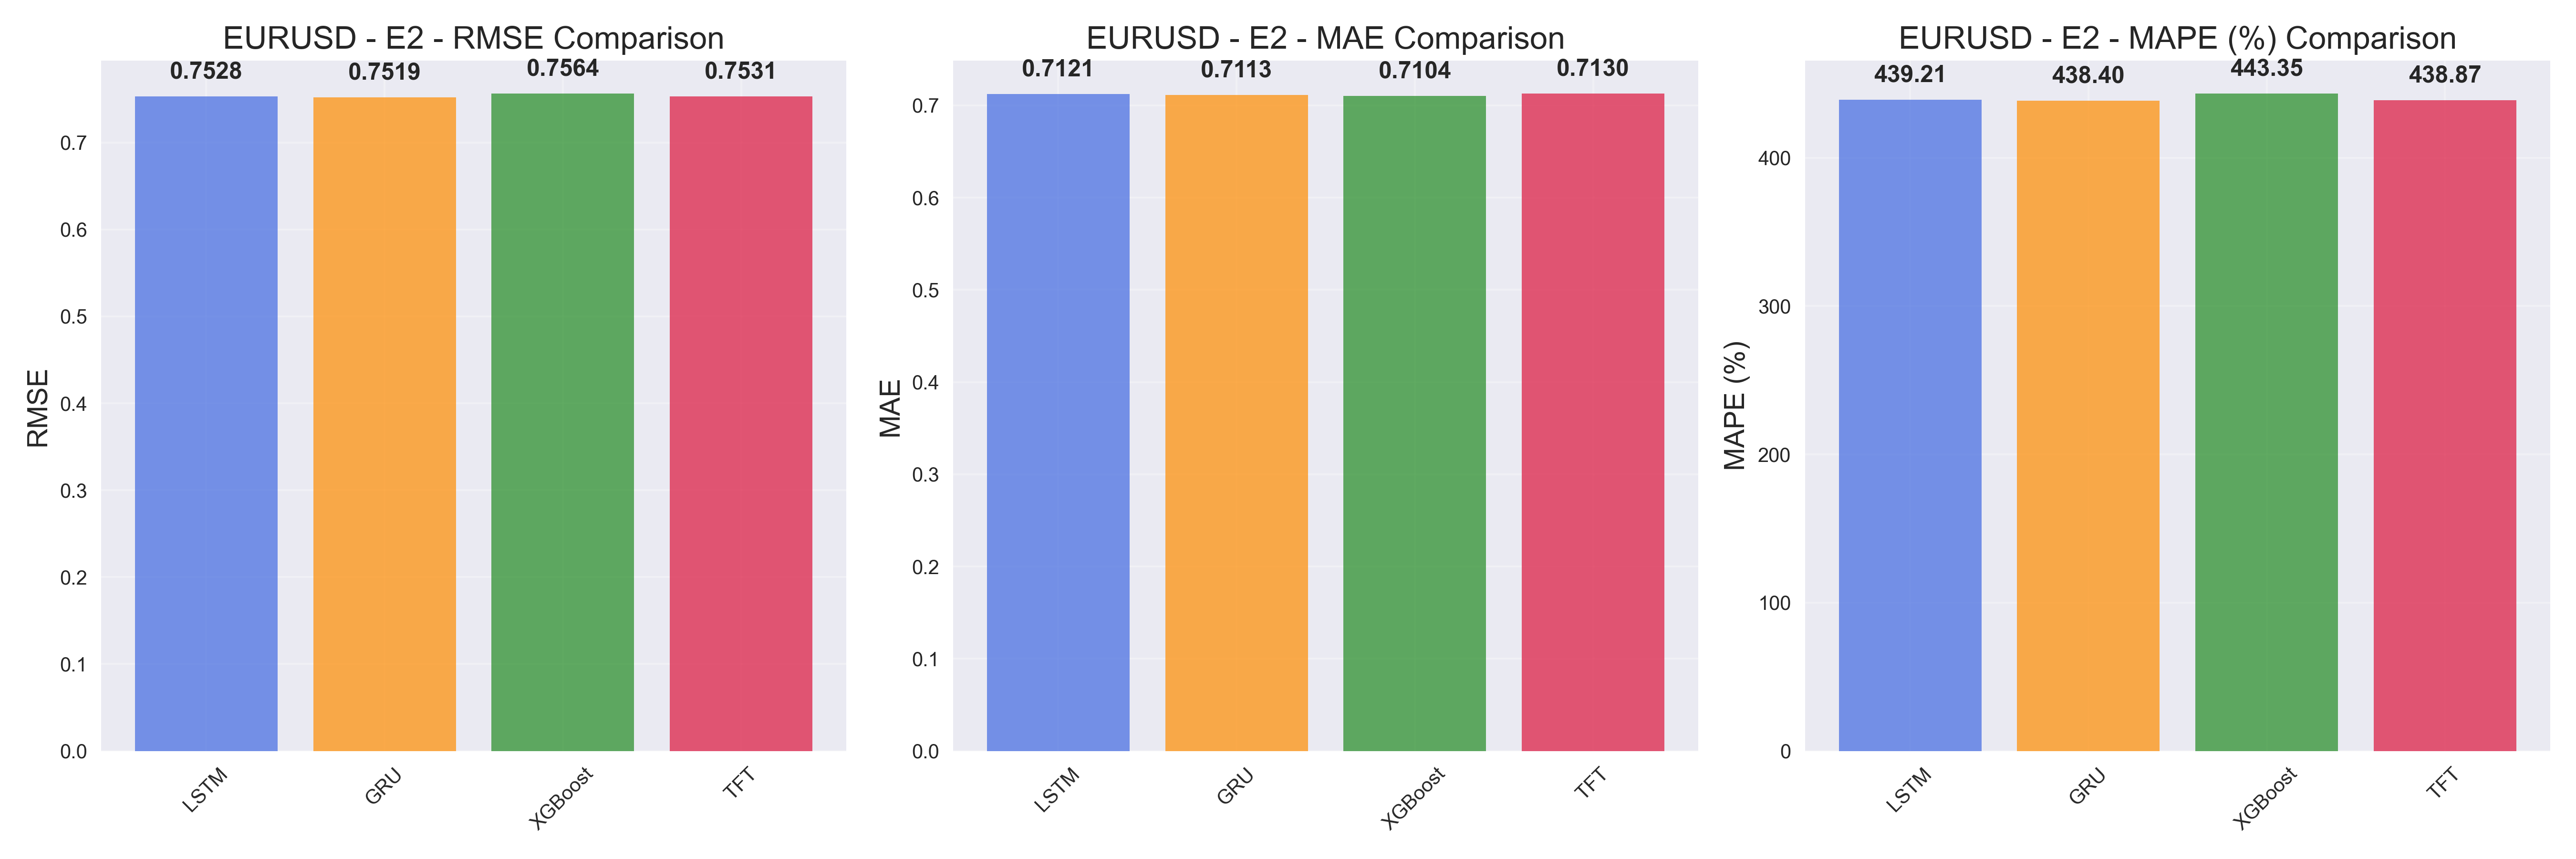 EURUSD - E2 - RMSE Comparison
0.7528 0.7519 0.7564 0.7531
RMSE
0.7
0.6
0.5
0.4
0.3
0.2
0.1
0.0
LSTM GRU XGBoost TFT
EURUSD - E2 - MAE Comparison
0.7121 0.7113 0.7104 0.7130
MAE
0.7
0.6
0.5
0.4
0.3
0.2
0.1
0.0
LSTM GRU XGBoost TFT
EURUSD - E2 - MAPE (%) Comparison
439.21 438.40 443.35 438.87
MAPE (%)
400
300
200
100
0
LSTM GRU XGBoost TFT